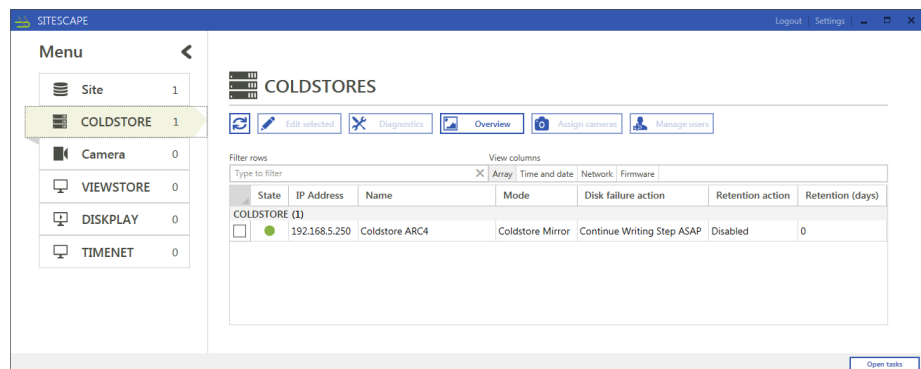 SITESCAPE Logout Settings
Menu
Site 1
COLDSTORE 1
Camera 0
VIEWSTORE 0
DISKPLAY 0
TIMENET 0
COLDSTORES
Edit selected Diagnostics Overview Assign cameras Manage users
Filter rows View columns
Type to filter Array Time and date Network Firmware
State IP Address Name Mode Disk failure action Retention action Retention (days)
COLDSTORE (1)
192.168.5.250 Coldstore ARC4 Coldstore Mirror Continue Writing Step ASAP Disabled 0
Open tasks